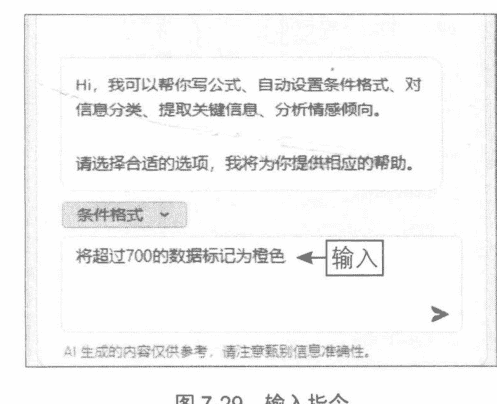 Hi，我可以帮你写公式、自动设置条件格式、对
信息分类、提取关键信息、分析情感倾向。
请选择合适的选项，我将为你提供相应的帮助。
条件格式
将超过700的数据标记为橙色
输入
AI 生成的内容仅供参考，请注意甄别信息准确性。
图 7-29 输入指令